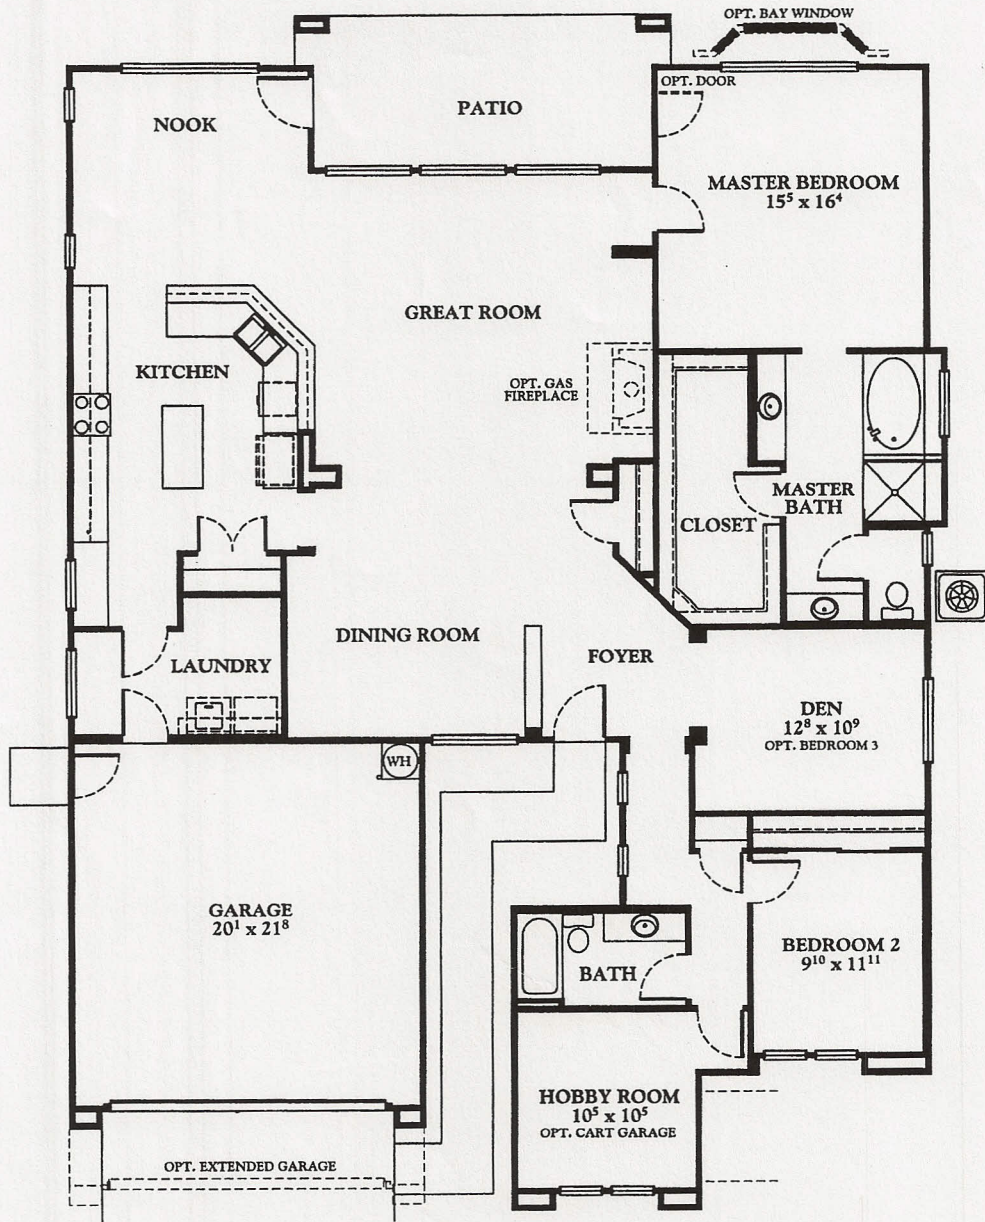 OPT. BAY WINDOW
OPT. DOOR
PATIO
NOOK
MASTER BEDROOM
15⁵ x 16⁴
GREAT ROOM
KITCHEN
OPT. GAS
FIREPLACE
MASTER
BATH
CLOSET
DINING ROOM
FOYER
LAUNDRY
DEN
12⁸ x 10⁹
OPT. BEDROOM 3
WH
GARAGE
20¹ x 21⁸
BEDROOM 2
9¹⁰ x 11¹¹
BATH
HOBBY ROOM
10⁵ x 10⁵
OPT. CART GARAGE
OPT. EXTENDED GARAGE